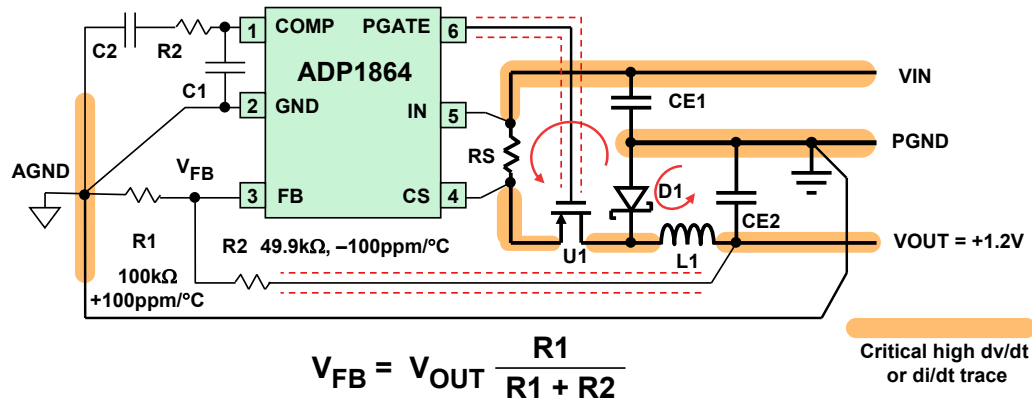 1
COMP
PGATE
6
C2
R2
ADP1864
VIN
C1
CE1
2
GND
IN
5
RS
PGND
AGND
VFB
3
FB
CS
4
D1
CE2
R1
R2 49.9kΩ, –100ppm/°C
U1
L1
VOUT = +1.2V
100kΩ
+100ppm/°C
VFB = VOUT R1
R1 + R2
Critical high dv/dt
or di/dt trace